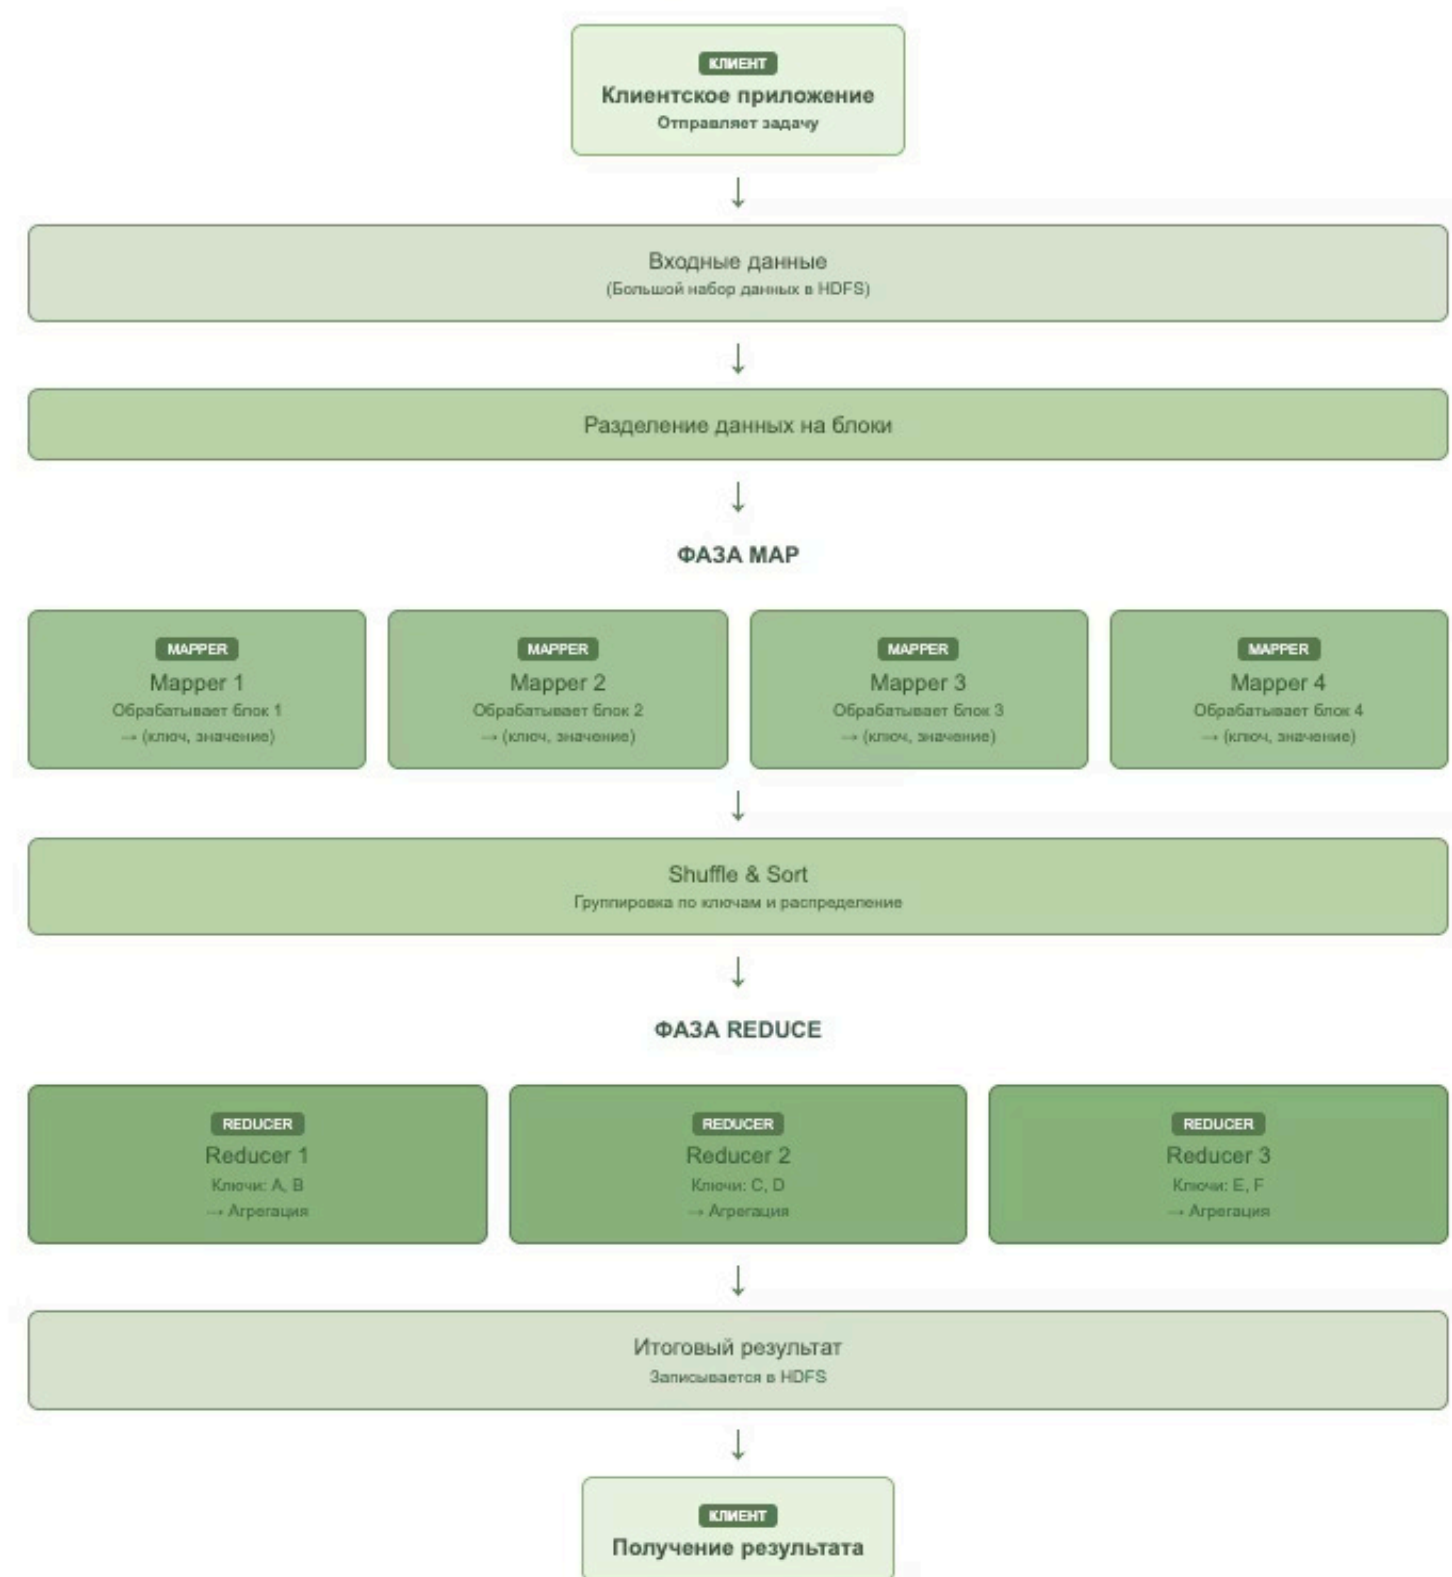 КЛИЕНТ
Клиентское приложение
Отправляет задачу
↓
Входные данные
(Большой набор данных в HDFS)
↓
Разделение данных на блоки
↓
ФАЗА MAP
MAPPER
Mapper 1
Обрабатывает блок 1
→ (ключ, значение)
MAPPER
Mapper 2
Обрабатывает блок 2
→ (ключ, значение)
MAPPER
Mapper 3
Обрабатывает блок 3
→ (ключ, значение)
MAPPER
Mapper 4
Обрабатывает блок 4
→ (ключ, значение)
↓
Shuffle & Sort
Группировка по ключам и распределение
↓
ФАЗА REDUCE
REDUCER
Reducer 1
Ключи: A, B
→ Агрегация
REDUCER
Reducer 2
Ключи: C, D
→ Агрегация
REDUCER
Reducer 3
Ключи: E, F
→ Агрегация
↓
Итоговый результат
Записывается в HDFS
↓
КЛИЕНТ
Получение результата